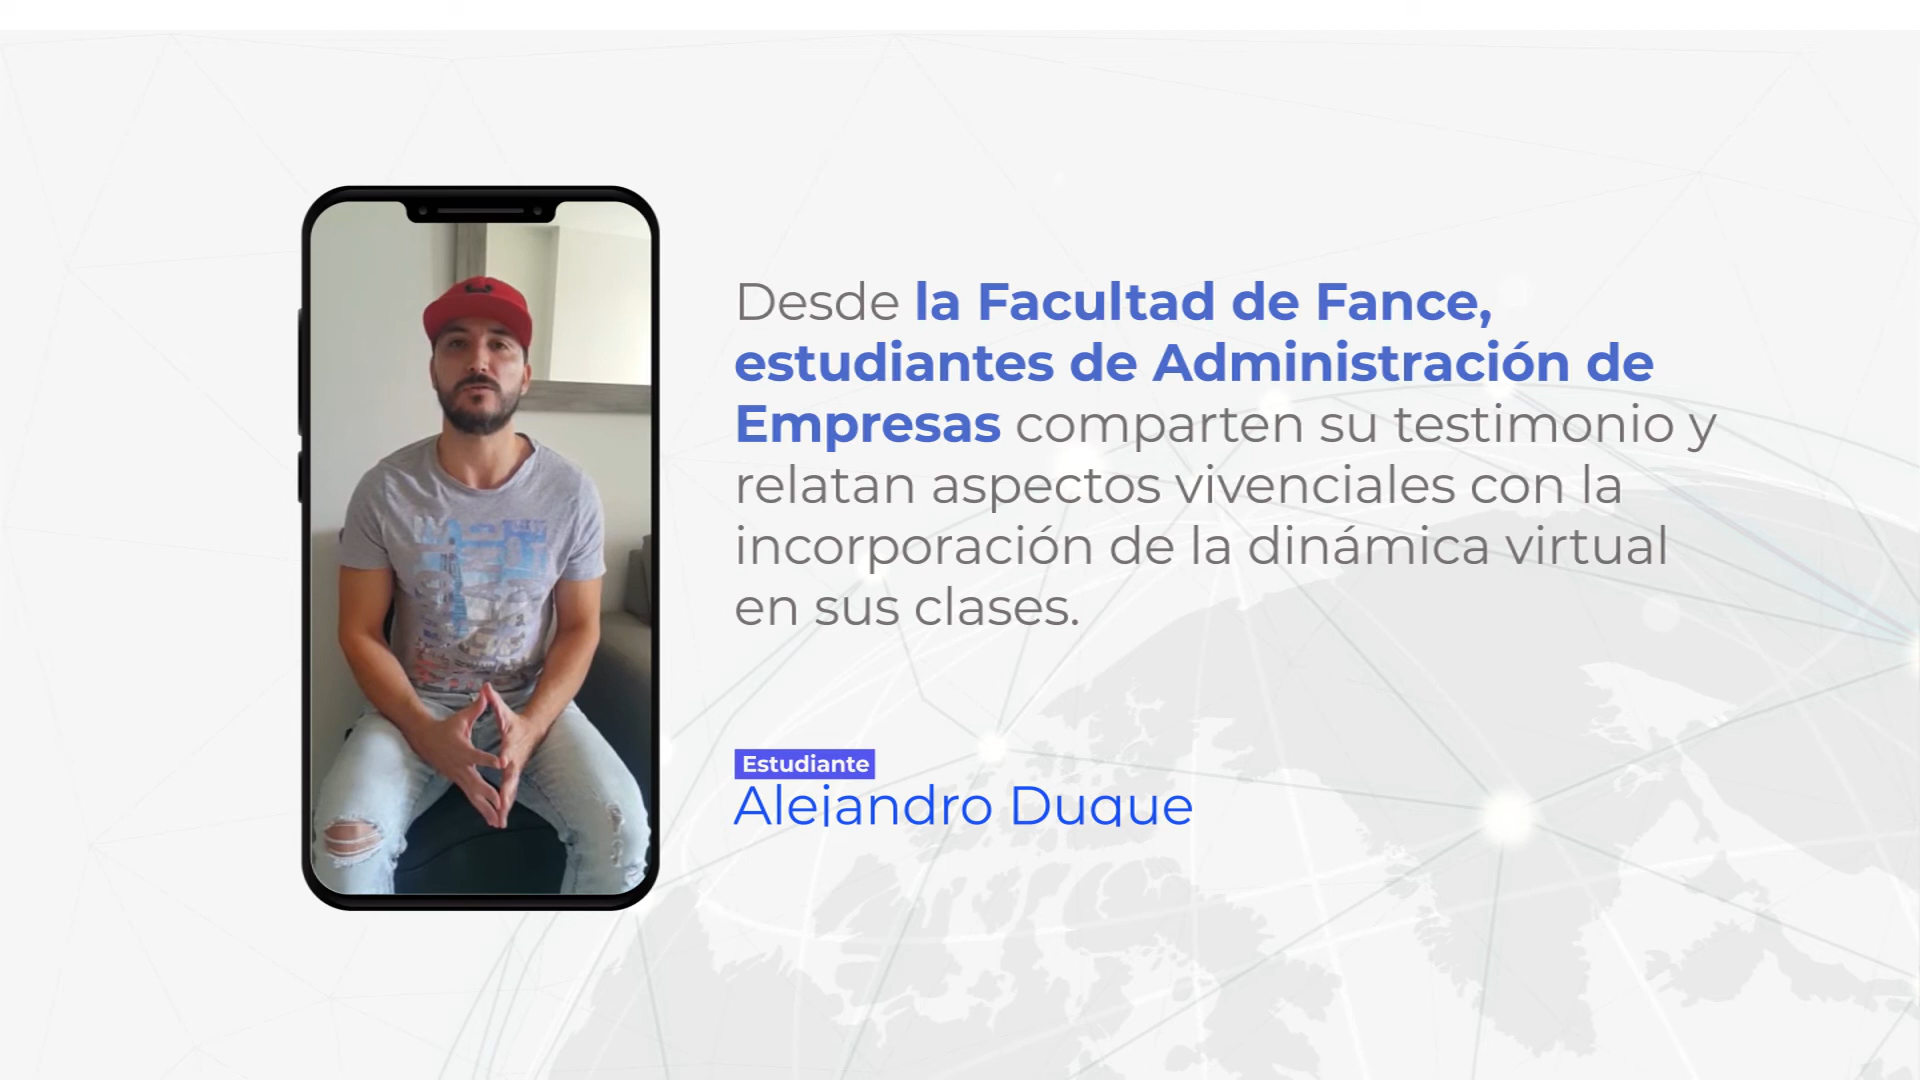 Desde la Facultad de Fance,
estudiantes de Administración de
Empresas comparten su testimonio y
relatan aspectos vivenciales con la
incorporación de la dinámica virtual
en sus clases.
Estudiante
Alejandro Duque